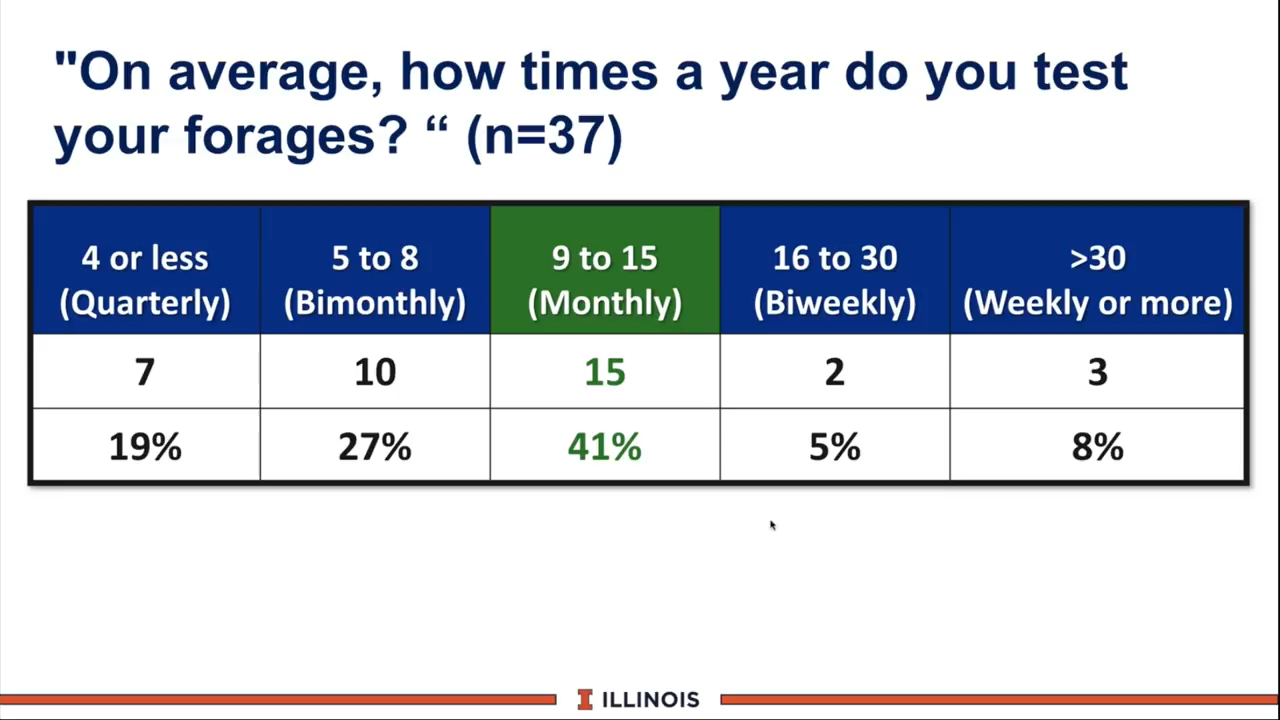 "On average, how times a year do you test
your forages? “ (n=37)
4 or less
(Quarterly)
5 to 8
(Bimonthly)
9 to 15
(Monthly)
16 to 30
(Biweekly)
>30
(Weekly or more)
7
10
15
2
3
19%
27%
41%
5%
8%
I ILLINOIS